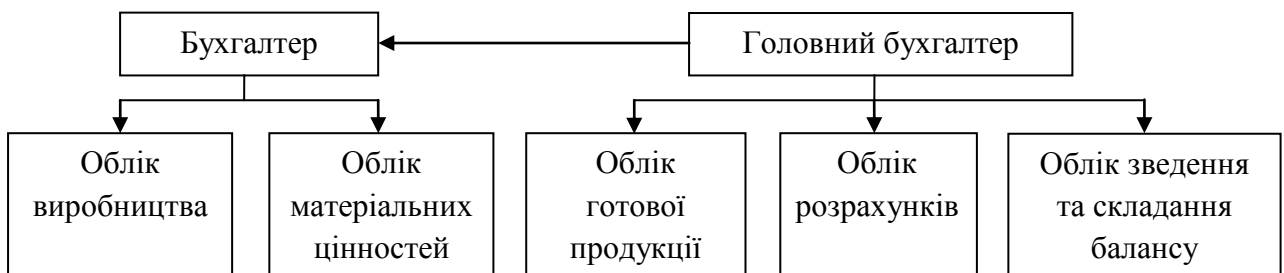 Бухгалтер
Головний бухгалтер
Облік
виробництва
Облік
матеріальних
цінностей
Облік
готової
продукції
Облік
розрахунків
Облік зведення
та складання
балансу